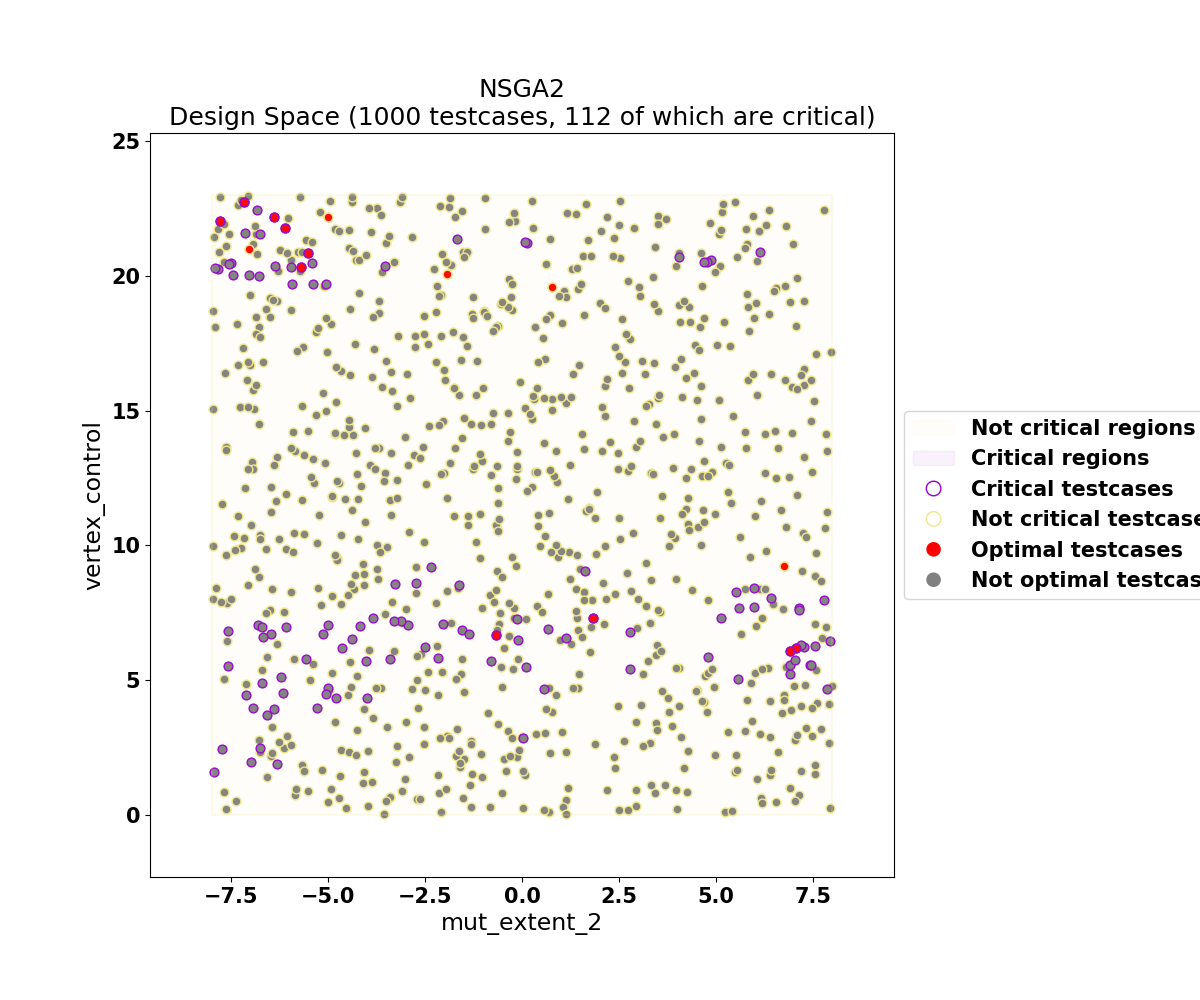 NSGA2
Design Space (1000 testcases, 112 of which are critical)
25
20
15
10
5
0
vertex_control
−7.5
−5.0
−2.5
0.0
2.5
5.0
7.5
mut_extent_2
Not critical regions
Critical regions
Critical testcases
Not critical testcase
Optimal testcases
Not optimal testcas